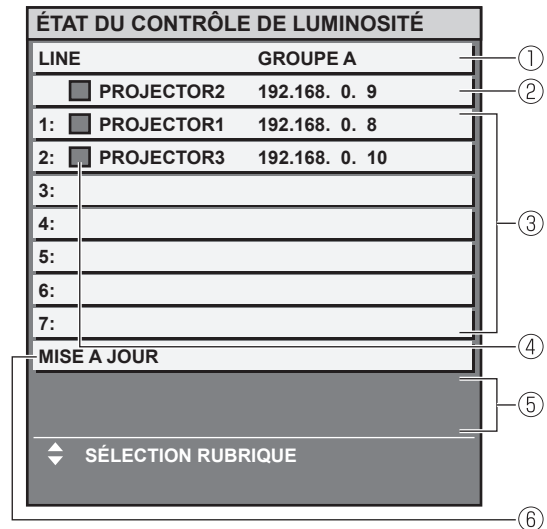 ÉTAT DU CONTRÔLE DE LUMINOSITÉ
LINE GROUPE A ①
PROJECTOR2 192.168. 0. 9 ②
1: PROJECTOR1 192.168. 0. 8
2: PROJECTOR3 192.168. 0. 10
3:
③
4:
5:
6:
7:
④
MISE A JOUR
⑤
SÉLECTION RUBRIQUE
⑥